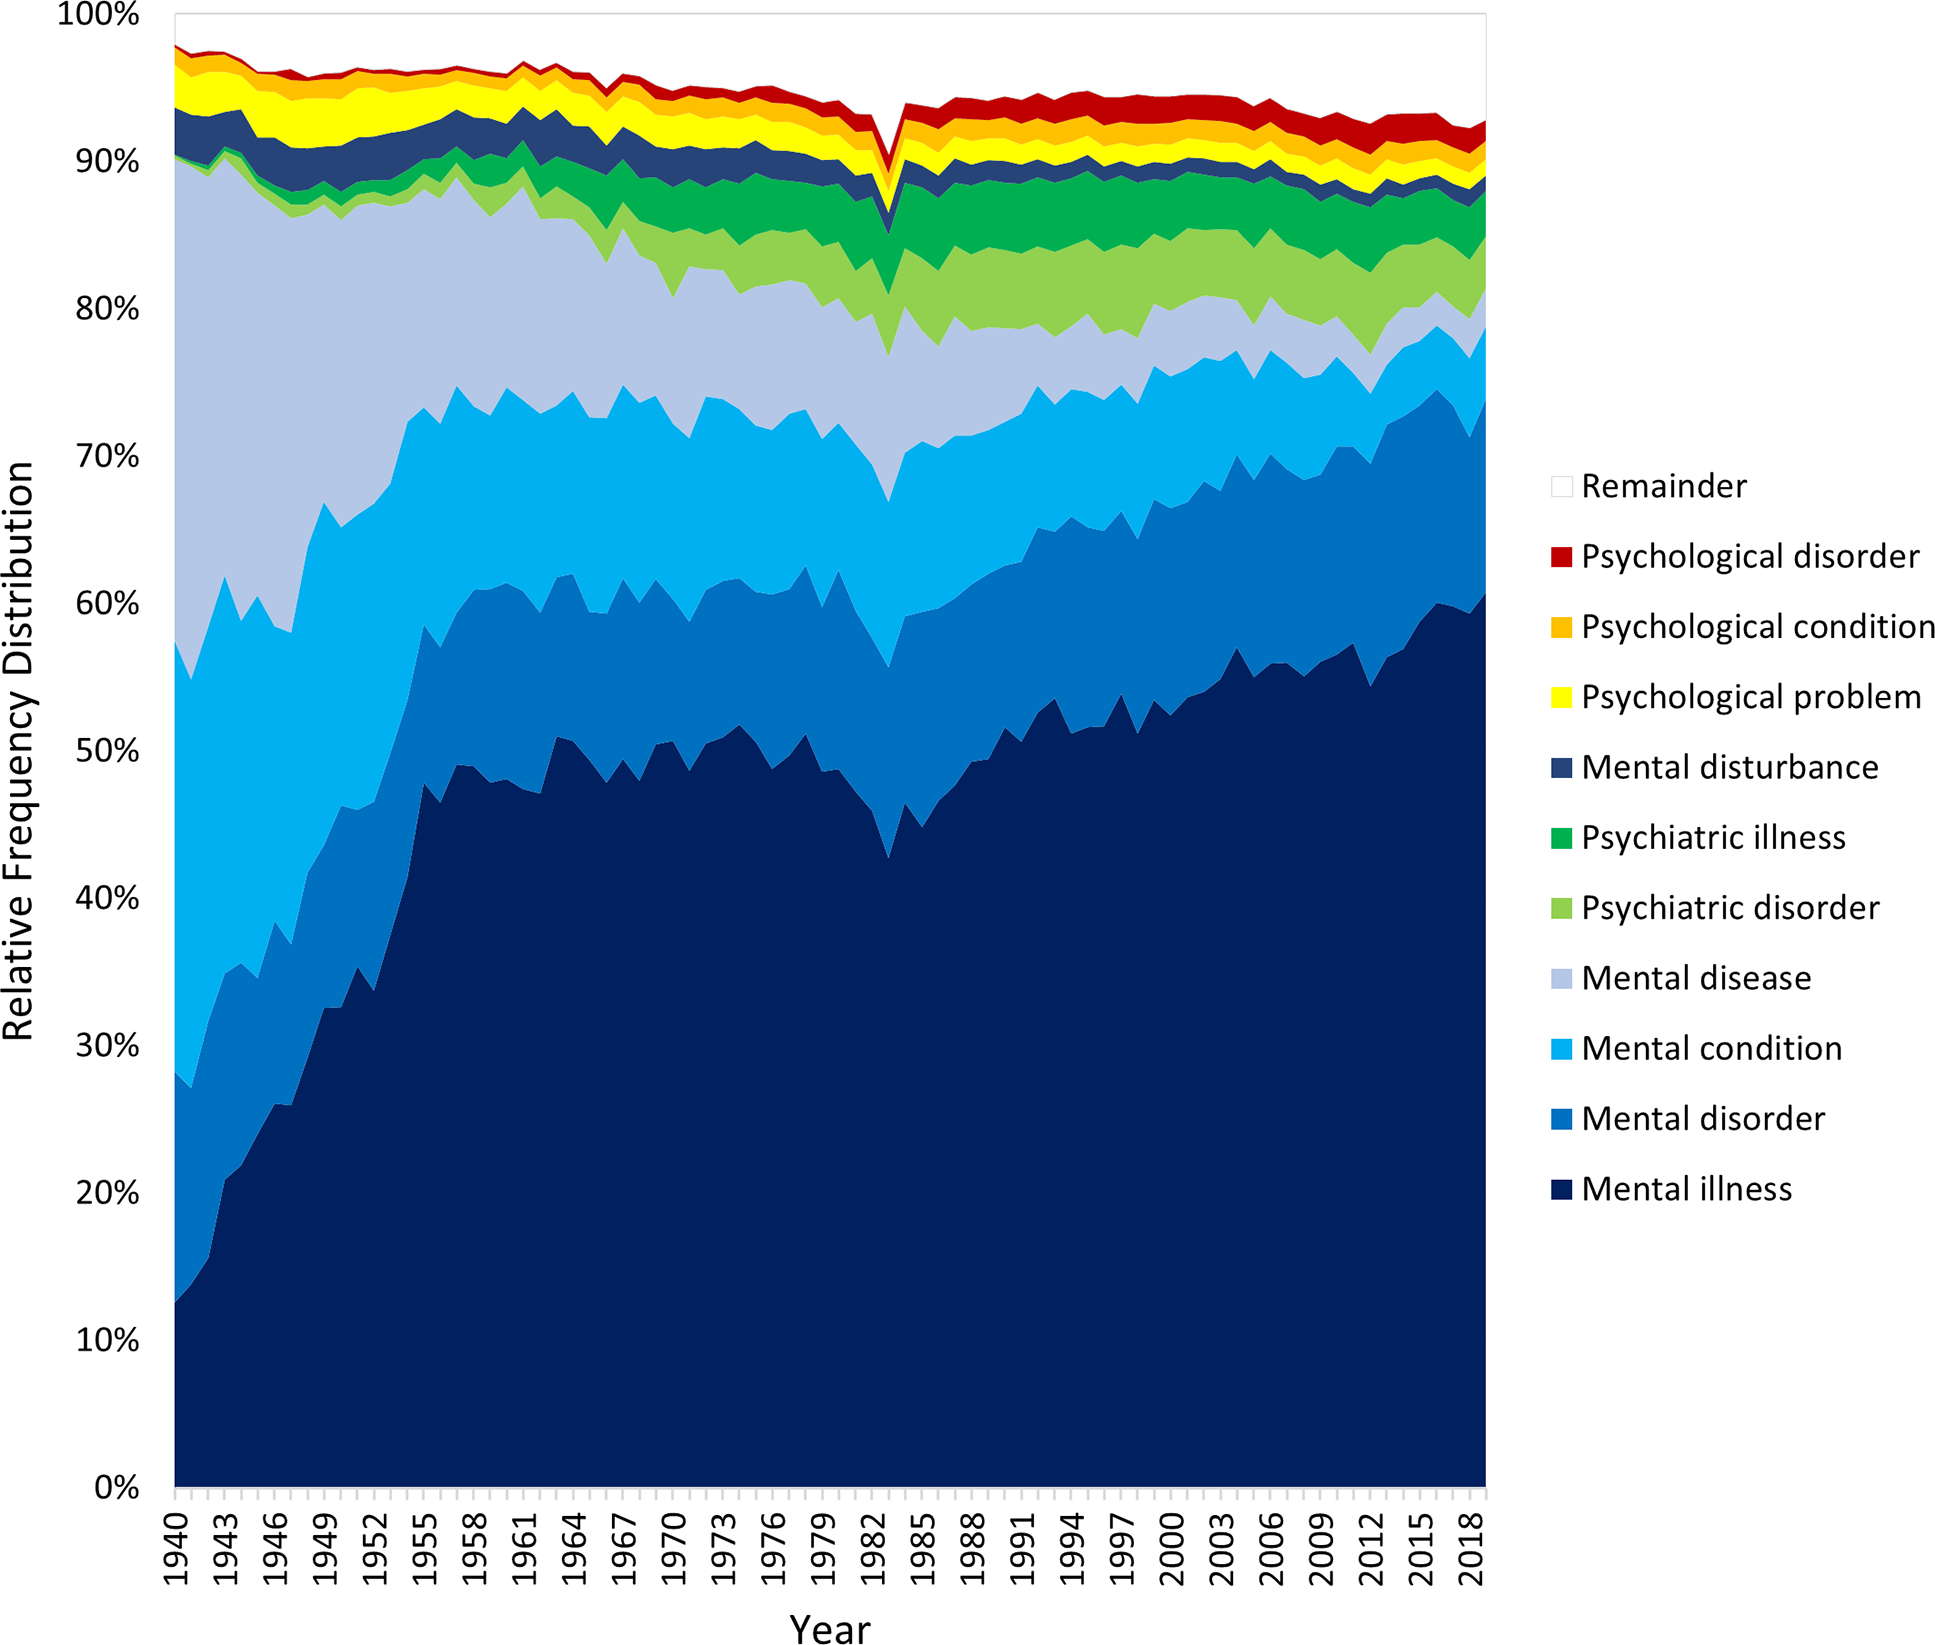 100%
90%
80%
70%
60%
50%
40%
30%
20%
10%
0%
Relative Frequency Distribution
1940
1943
1946
1949
1952
1955
1958
1961
1964
1967
1970
1973
1976
1979
1982
1985
1988
1991
1994
1997
2000
2003
2006
2009
2012
2015
2018
Year
Remainder
Psychological disorder
Psychological condition
Psychological problem
Mental disturbance
Psychiatric illness
Psychiatric disorder
Mental disease
Mental condition
Mental disorder
Mental illness